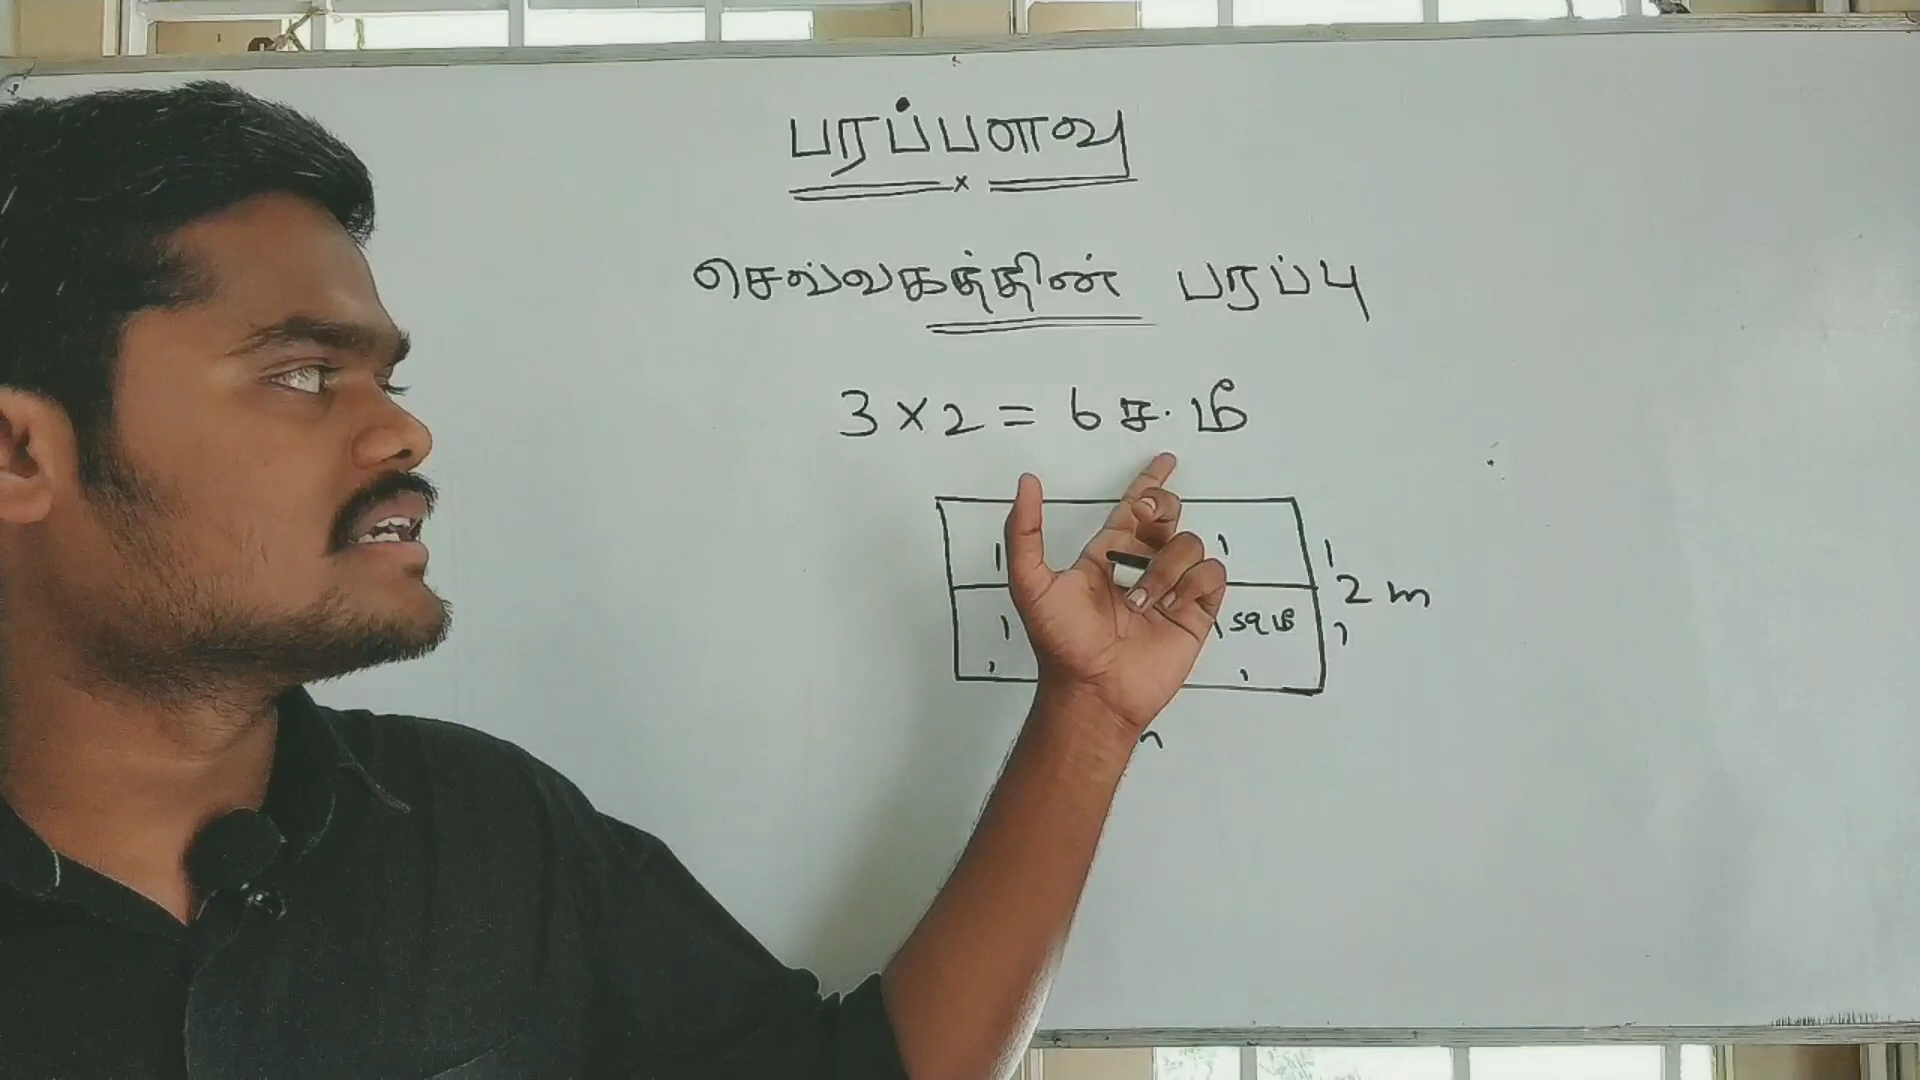 பரப்பளவு
x
செவ்வகத்தின் பரப்பு
3 × 2 = 6 ச. மீ
1 1 1
2 m
1 1 sq மீ 1
1 1